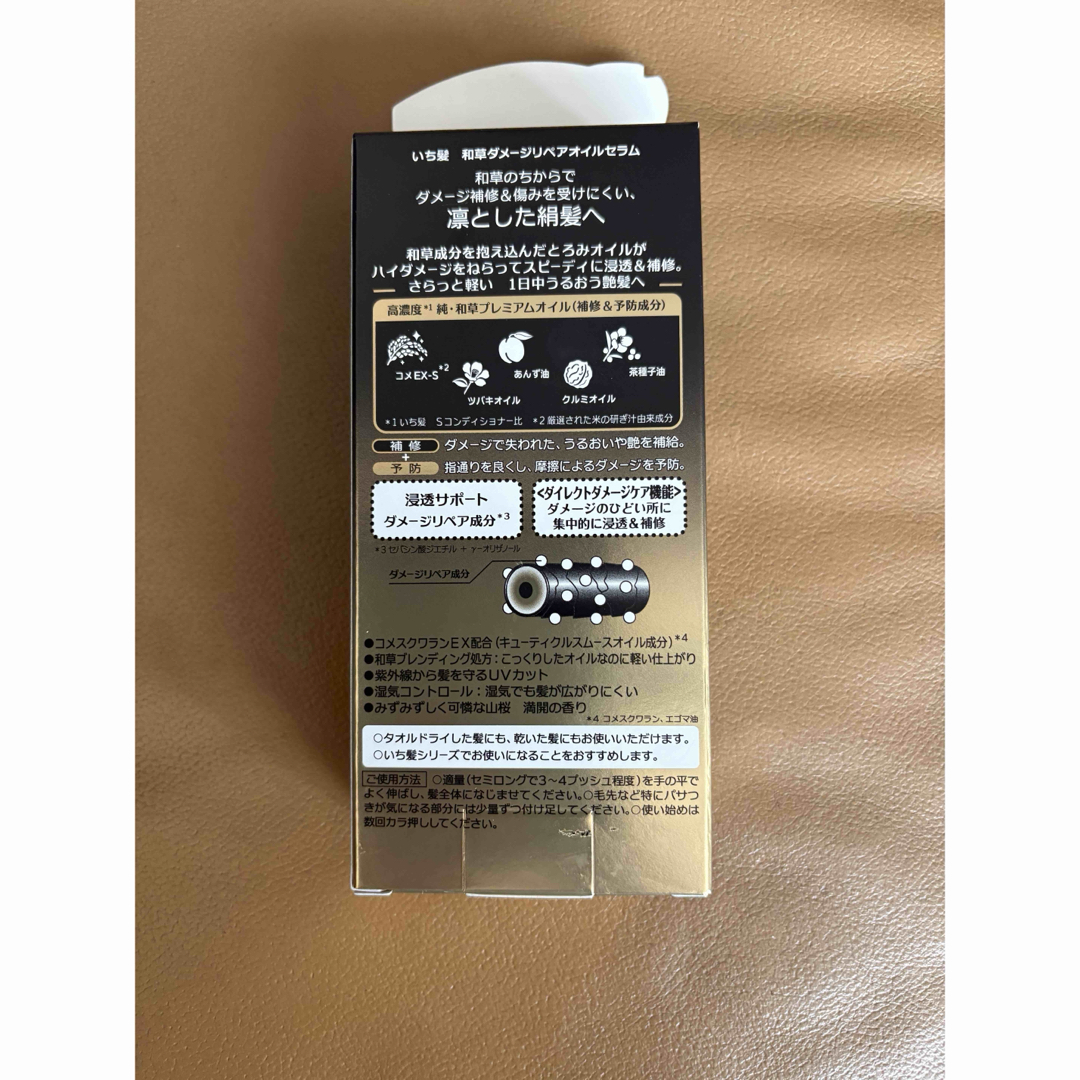 いち髪 和草ダメージリペアオイルセラム
和草のちからで
ダメージ補修&傷みを受けにくい、
凛とした絹髪へ
和草成分を抱え込んだとろみオイルが
ハイダメージをねらってスピーディに浸透&補修。
さらっと軽い 1日中うるおう艶髪へ
高濃度*1 純・和草プレミアムオイル(補修&予防成分)
コメEX-S*2
ツバキオイル
あんず油
クルミオイル
茶種子油
*1 いち髪 Sコンディショナー比 *2 厳選された米の研ぎ汁由来成分
補修 ダメージで失われた、うるおいや艶を補給。
+
予防 指通りを良くし、摩擦によるダメージを予防。
浸透サポート
ダメージリペア成分*3
<ダイレクトダメージケア機能>
ダメージのひどい所に
集中的に浸透&補修
*3 セバシン酸ジエチル + γ-オリザノール
ダメージリペア成分
●コメスクワランEX配合(キューティクルスムースオイル成分)*4
●和草ブレンディング処方:こっくりしたオイルなのに軽い仕上がり
●紫外線から髪を守るUVカット
●湿気コントロール:湿気でも髪が広がりにくい
●みずみずしく可憐な山桜 満開の香り
*4 コメスクワラン、エゴマ油
○タオルドライした髪にも、乾いた髪にもお使いいただけます。
○いち髪シリーズでお使いになることをおすすめします。
ご使用方法 ○適量(セミロングで3~4プッシュ程度)を手の平で
よく伸ばし、髪全体になじませてください。○毛先など特にパサつ
きが気になる部分には少量ずつ付け足してください。○使い始めは
数回カラ押ししてください。